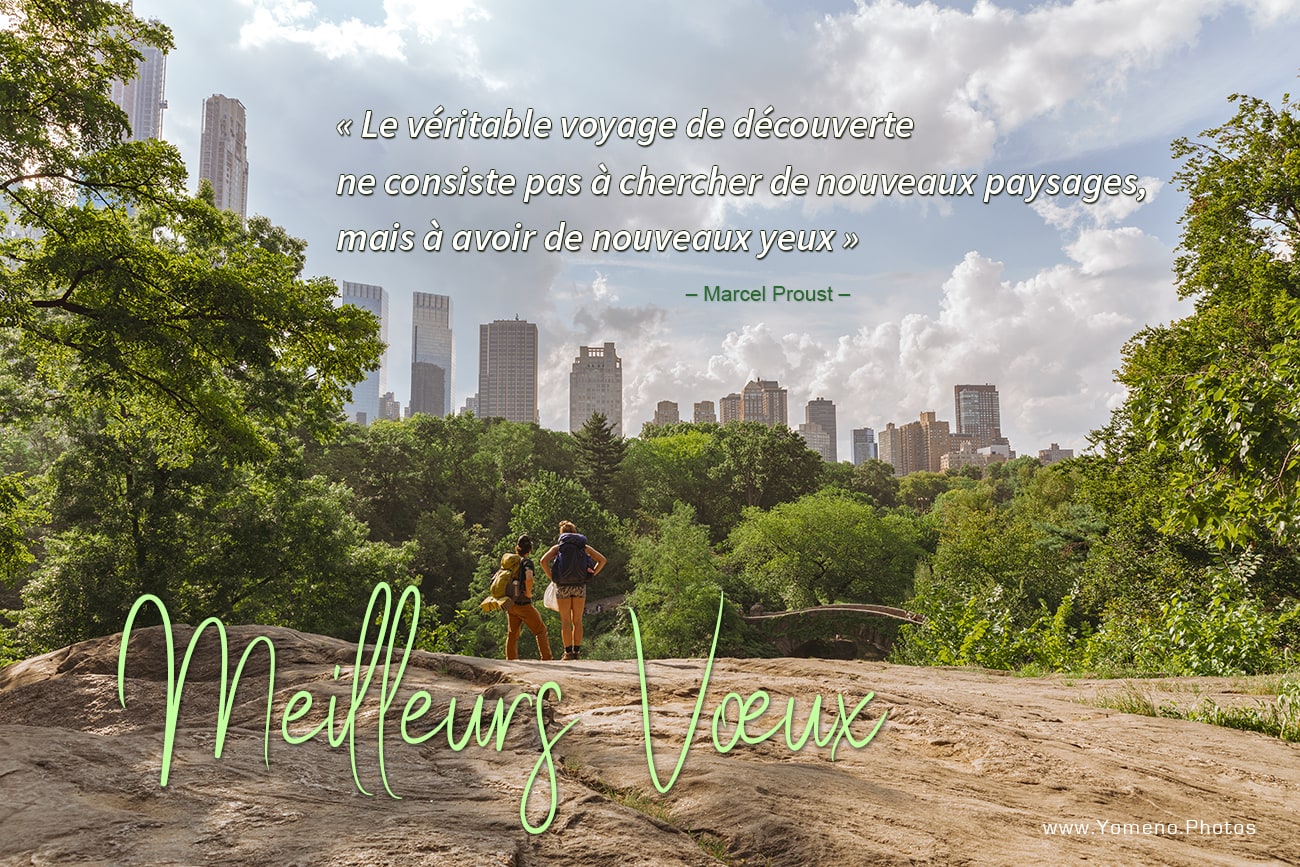 « Le véritable voyage de découverte
ne consiste pas à chercher de nouveaux paysages,
mais à avoir de nouveaux yeux »
– Marcel Proust –
Meilleurs Vœux
www.Yomeno.Photos